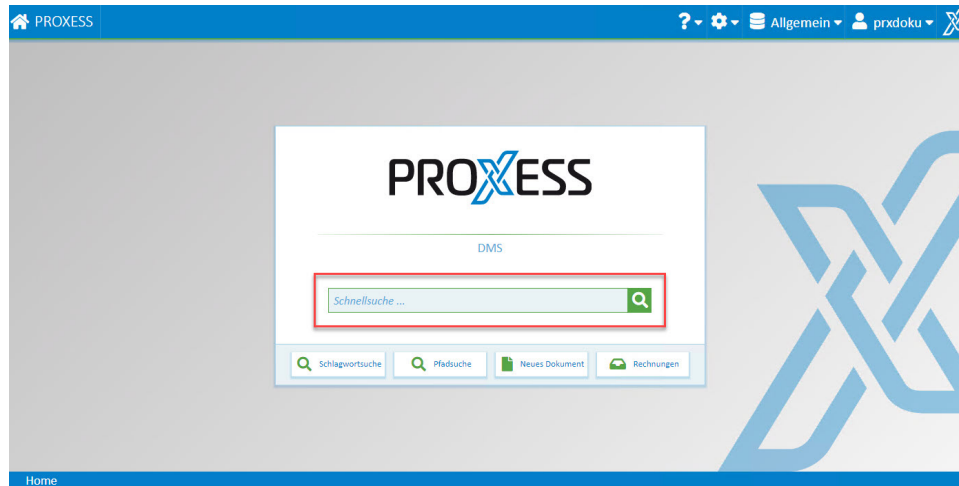 PROXESS
? Allgemein prxdoku
PROXESS
DMS
Schnellsuche ...
Schlagwortsuche Pfadsuche Neues Dokument Rechnungen
Home